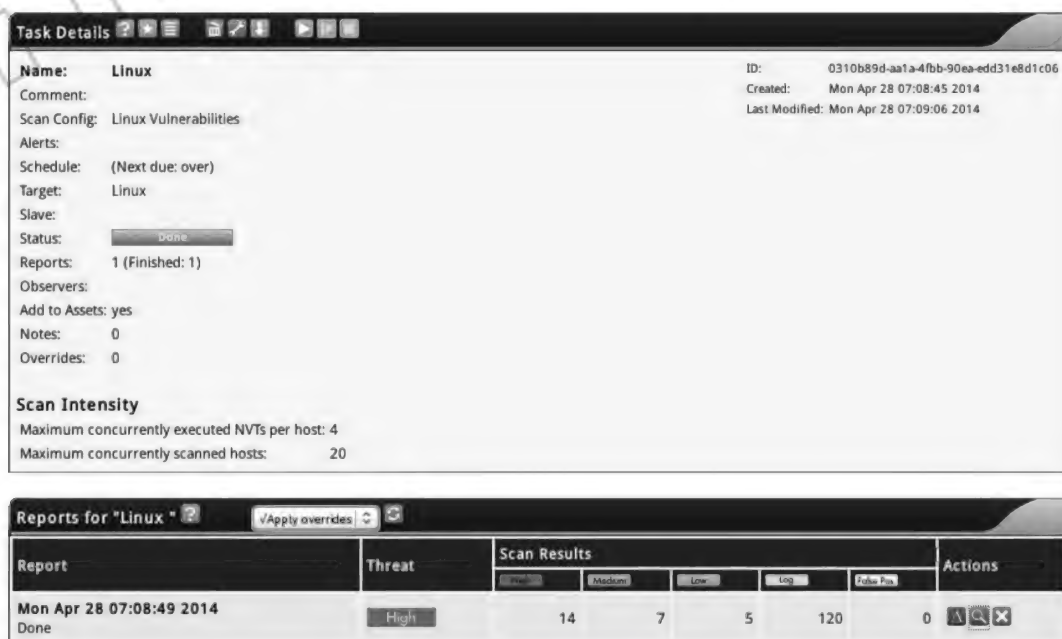 Task Details
Name: Linux
ID: 0310b89d-aa1a-4fbb-90ea-edd31e8d1c06
Comment:
Created: Mon Apr 28 07:08:45 2014
Scan Config: Linux Vulnerabilities
Last Modified: Mon Apr 28 07:09:06 2014
Alerts:
Schedule: (Next due: over)
Target: Linux
Slave:
Status: Done
Reports: 1 (Finished: 1)
Observers:
Add to Assets: yes
Notes: 0
Overrides: 0
Scan Intensity
Maximum concurrently executed NVTs per host: 4
Maximum concurrently scanned hosts: 20
Reports for "Linux " √Apply overrides
Report Threat Scan Results Actions
High Medium Low Log False Pos.
Mon Apr 28 07:08:49 2014 High 14 7 5 120 0
Done